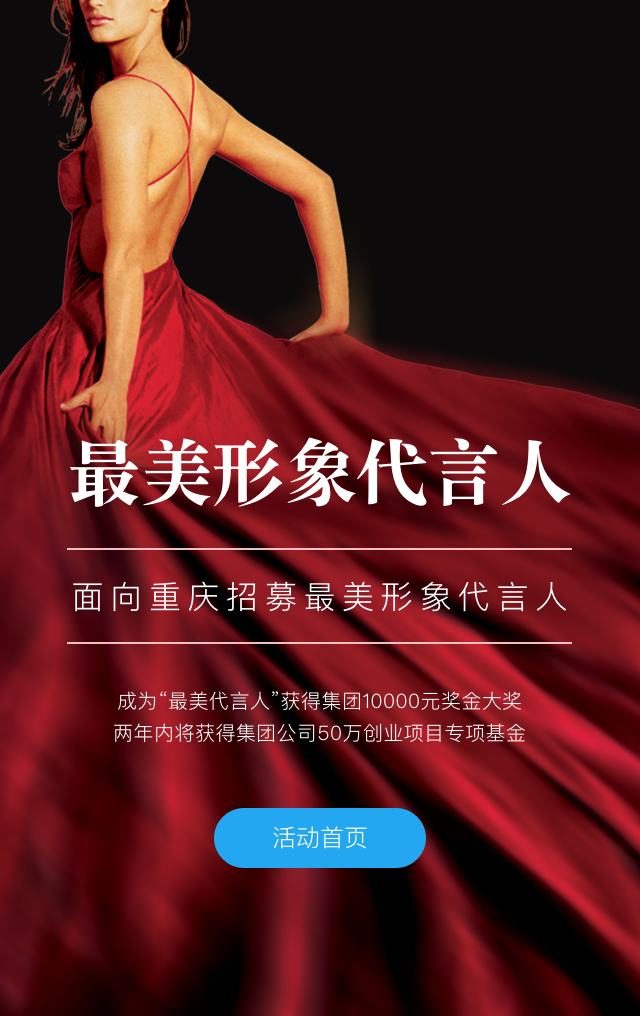 最美形象代言人
面向重庆招募最美形象代言人
成为“最美代言人”获得集团10000元奖金大奖
两年内将获得集团公司50万创业项目专项基金
活动首页